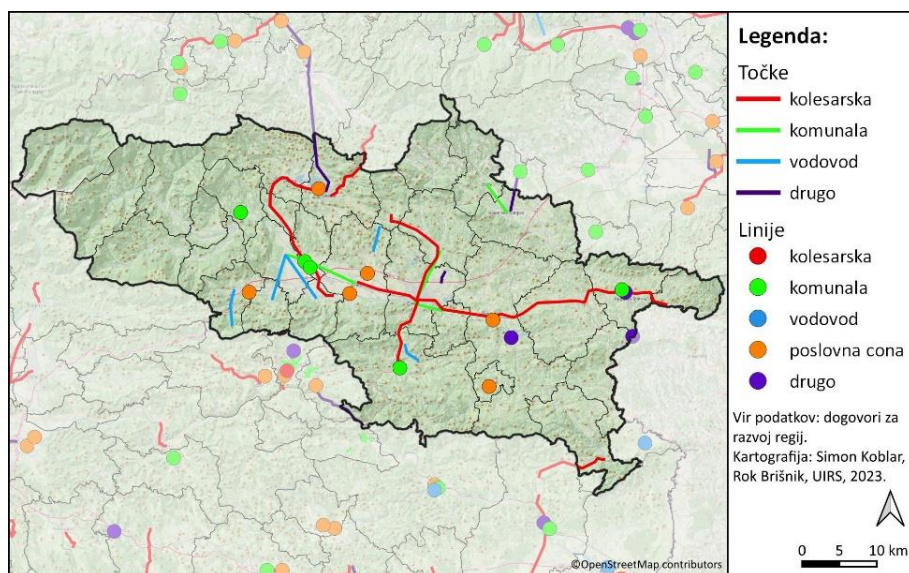 Legenda:
Točke
kolesarska
komunala
vodovod
drugo
Linije
kolesarska
komunala
vodovod
poslovna cona
drugo
Vir podatkov: dogovori za
razvoj regij.
Kartografija: Simon Koblar,
Rok Brišnik, UIRS, 2023.
0 5 10 km
©OpenStreetMap contributors